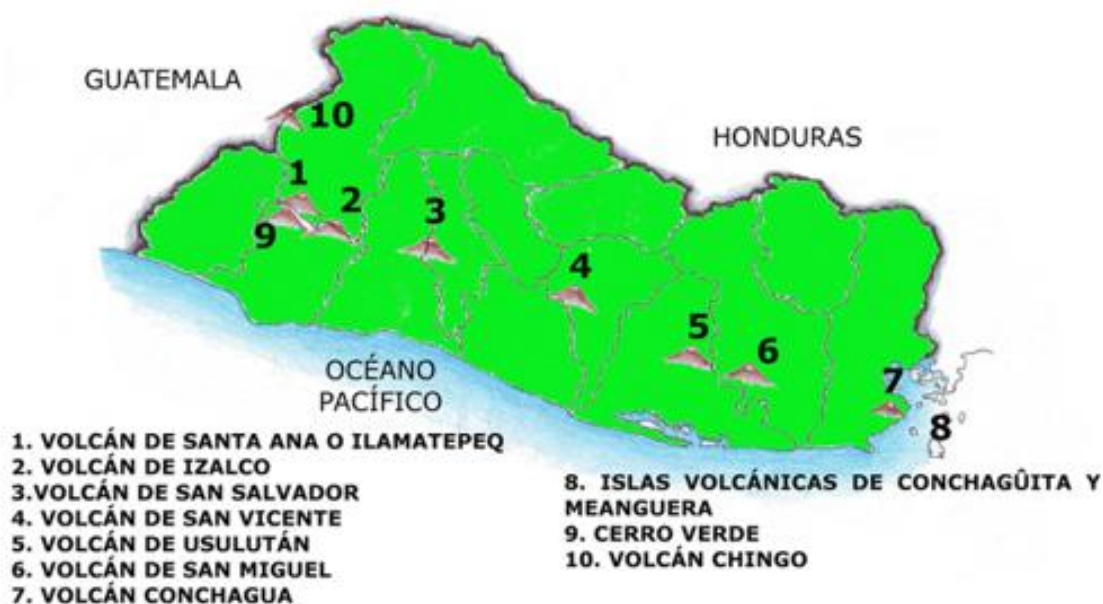 GUATEMALA
10
HONDURAS
1
2
3
9
4
5
6
7
8
OCÉANO
PACÍFICO
1. VOLCÁN DE SANTA ANA O ILAMATEPEQ
2. VOLCÁN DE IZALCO
3.VOLCÁN DE SAN SALVADOR
4. VOLCÁN DE SAN VICENTE
5. VOLCÁN DE USULUTÁN
6. VOLCÁN DE SAN MIGUEL
7. VOLCÁN CONCHAGUA
8. ISLAS VOLCÁNICAS DE CONCHAGÛITA Y
MEANGUERA
9. CERRO VERDE
10. VOLCÁN CHINGO